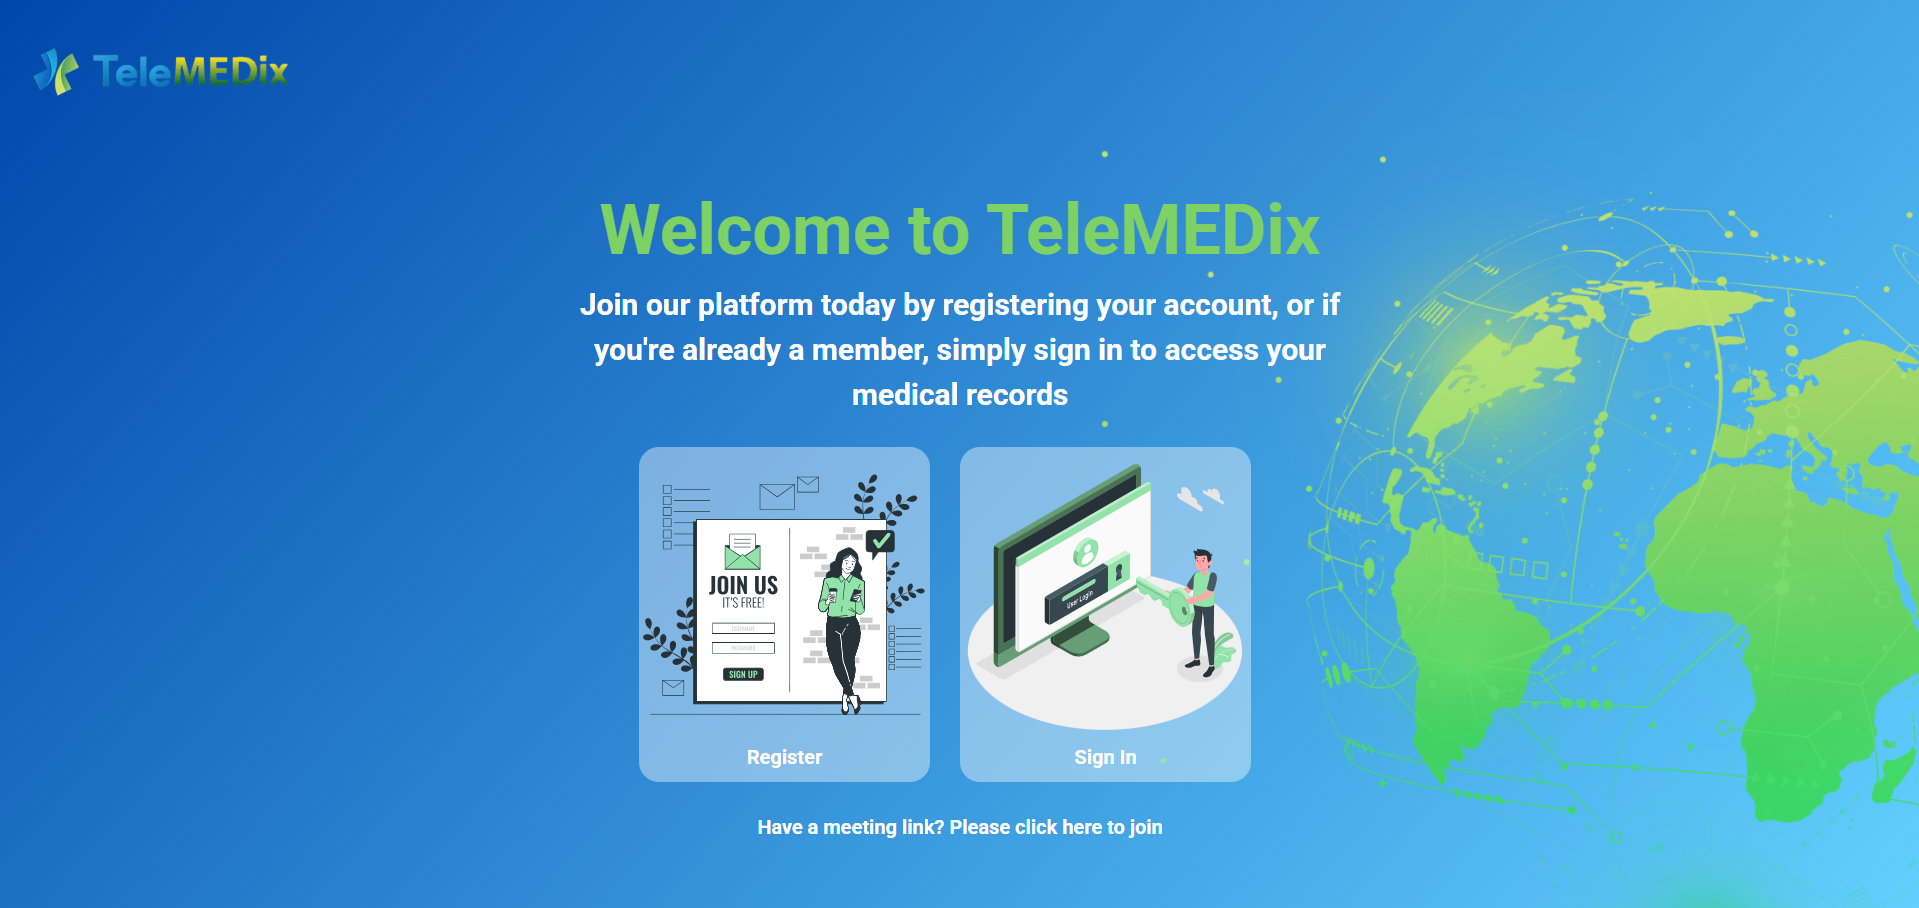 TeleMEDix
Welcome to TeleMEDix
Join our platform today by registering your account, or if
you're already a member, simply sign in to access your
medical records
JOIN US
IT'S FREE!
USERNAME
PASSWORD
SIGN UP
Register
User Login
Sign In
Have a meeting link? Please click here to join